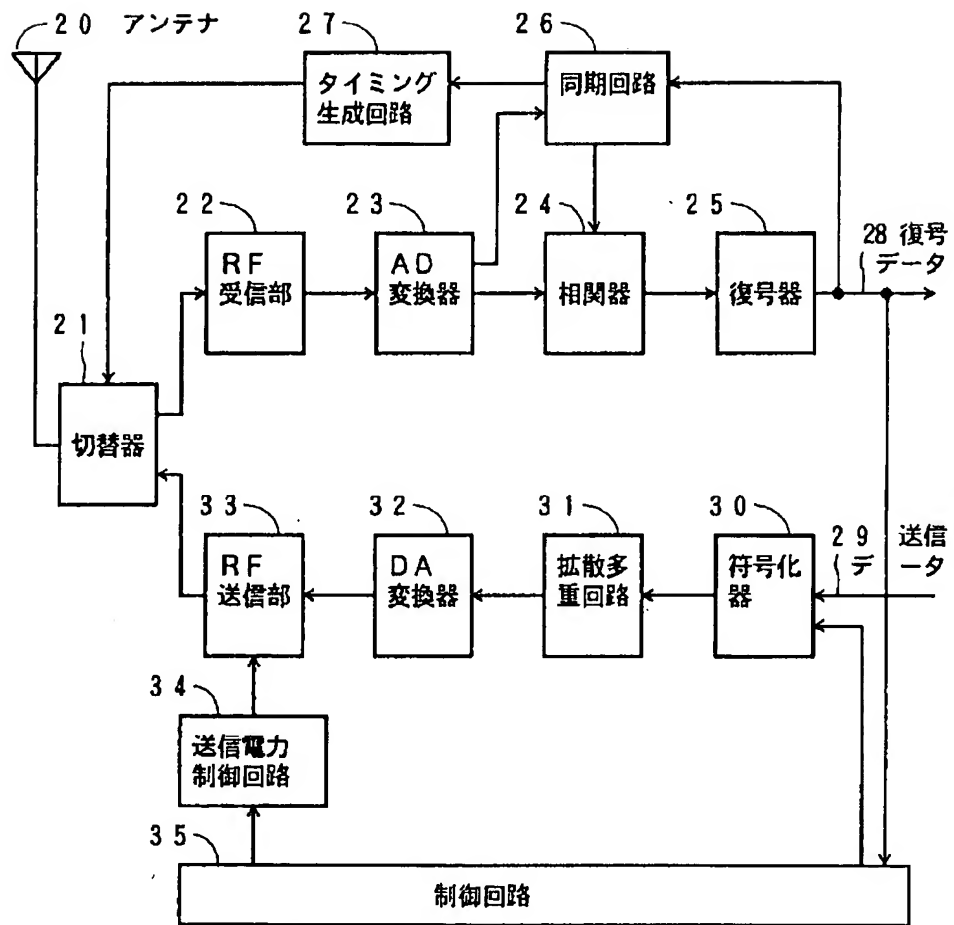 20 アンテナ
27
26
タイミング
生成回路
同期回路
22
23
24
25
28 復号
データ
RF
受信部
AD
変換器
相関器
復号器
21
切替器
33
32
31
30
29 送信
データ
RF
送信部
DA
変換器
拡散多
重回路
符号化
器
34
送信電力
制御回路
35
制御回路